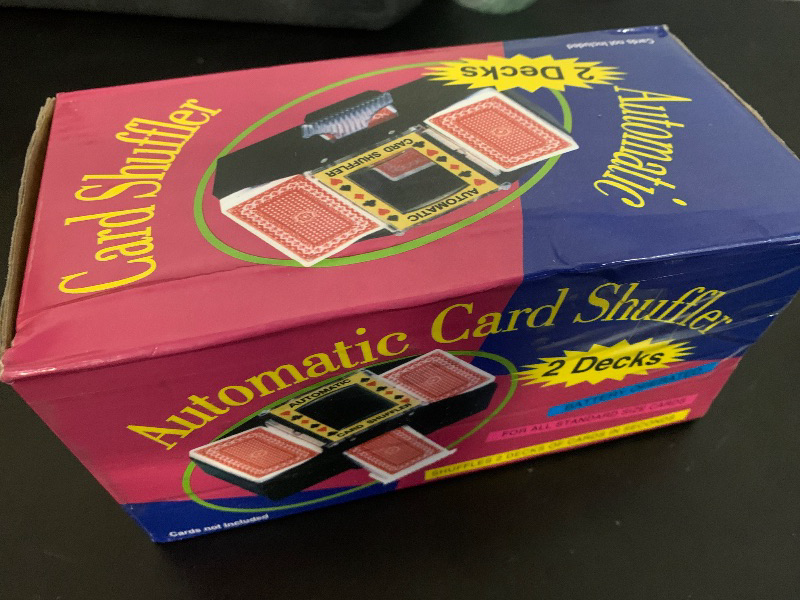 Cards not Included
2 Decks
Automatic
Card Shuffler
CARD SHUFFLER
AUTOMATIC
Automatic Card Shuffler
2 Decks
BATTERY OPERATED
FOR ALL STANDARD SIZE CARDS
SHUFFLES 2 DECKS OF CARDS IN SECONDS
AUTOMATIC
CARD SHUFFLER
Cards not Included